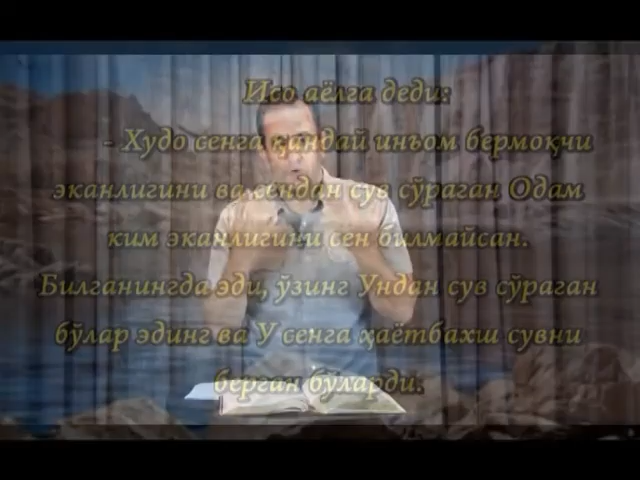 Исо аёлга деди:
- Худо сенга қандай инъом бермоқчи
эканлигини ва сендан сув сўраган Одам
ким эканлигини сен билмайсан.
Билганингда эди, ўзинг Ундан сув сўраган
бўлар эдинг ва У сенга ҳаётбахш сувни
берган бўларди.